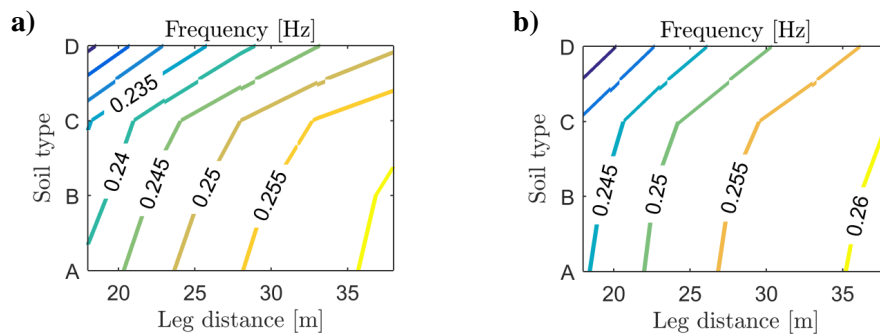 a)
Frequency [Hz]
D
C
B
A
Soil type
0.235
0.24
0.245
0.25
0.255
20
25
30
35
Leg distance [m]
b)
Frequency [Hz]
D
C
B
A
Soil type
0.245
0.25
0.255
0.26
20
25
30
35
Leg distance [m]